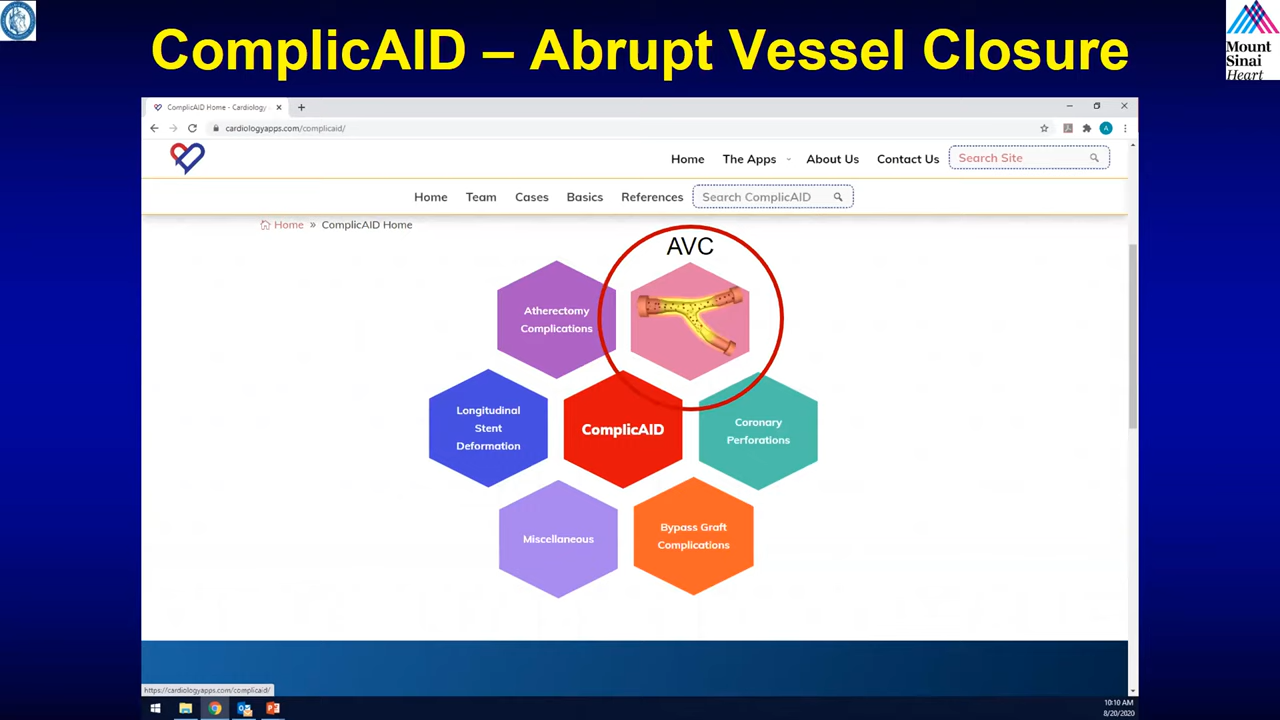 ComplicAID – Abrupt Vessel Closure
Mount
Sinai
Heart
ComplicAID Home - Cardiology
cardiologyapps.com/complicaid/
A
Home The Apps About Us Contact Us Search Site
Home Team Cases Basics References Search ComplicAID
Home » ComplicAID Home
AVC
Atherectomy
Complications
Longitudinal
Stent
Deformation
ComplicAID
Coronary
Perforations
Miscellaneous
Bypass Graft
Complications
https://cardiologyapps.com/complicaid/
10:10 AM
8/20/2020